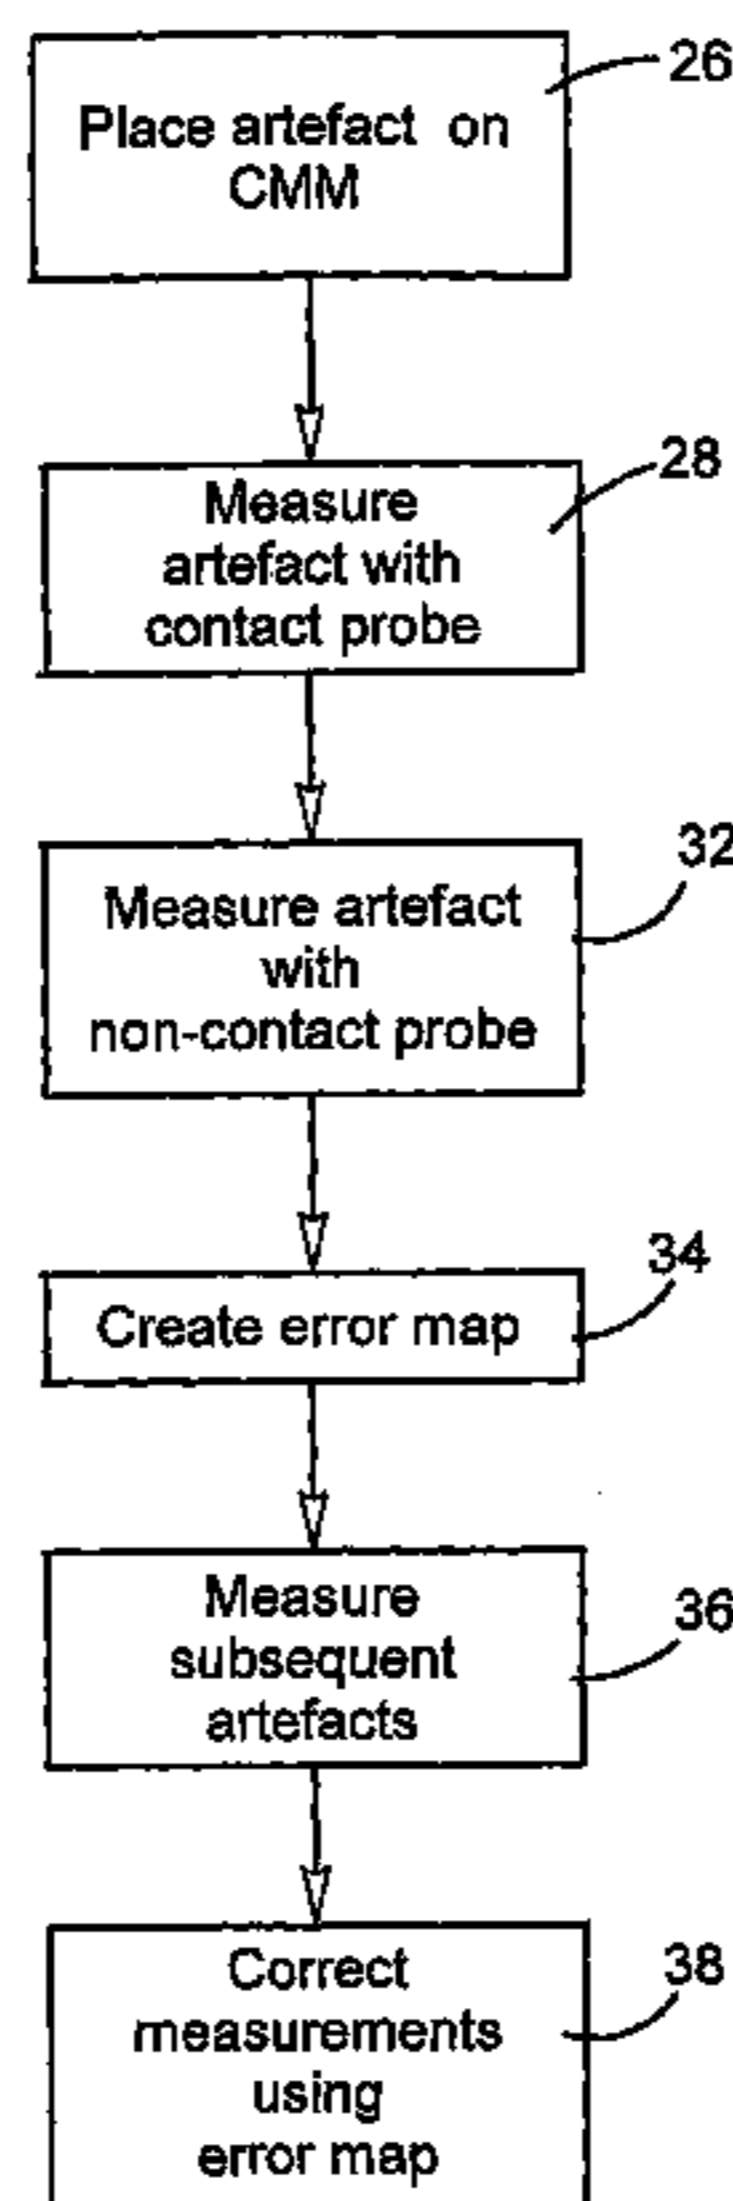 26
Place artefact on
CMM
28
Measure
artefact with
contact probe
32
Measure artefact
with
non-contact probe
34
Create error map
36
Measure
subsequent
artefacts
38
Correct
measurements
using
error map